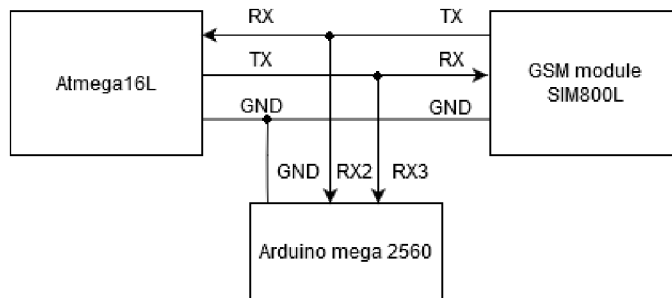 RX
TX
Atmega16L
TX
RX
GSM module
SIM800L
GND
GND
GND
RX2
RX3
Arduino mega 2560